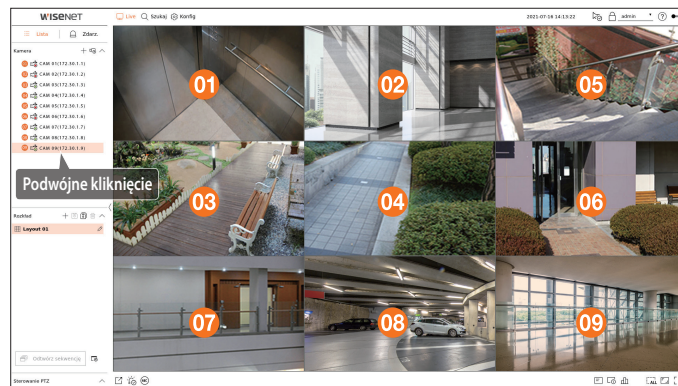 WISENET
Live Szukaj Konfig
2021-07-16 14:13:22
admin
Lista Zdarz.
Kamera
CAM 01(172.30.1.1)
CAM 02(172.30.1.2)
CAM 03(172.30.1.3)
CAM 04(172.30.1.4)
CAM 05(172.30.1.5)
CAM 06(172.30.1.6)
CAM 07(172.30.1.7)
CAM 08(172.30.1.8)
CAM 09(172.30.1.9)
Podwójne kliknięcie
Rozkład
Layout 01
Odtwórz sekwencję
Sterowanie PTZ
01 02 05
03 04 06
07 08 09
ALL